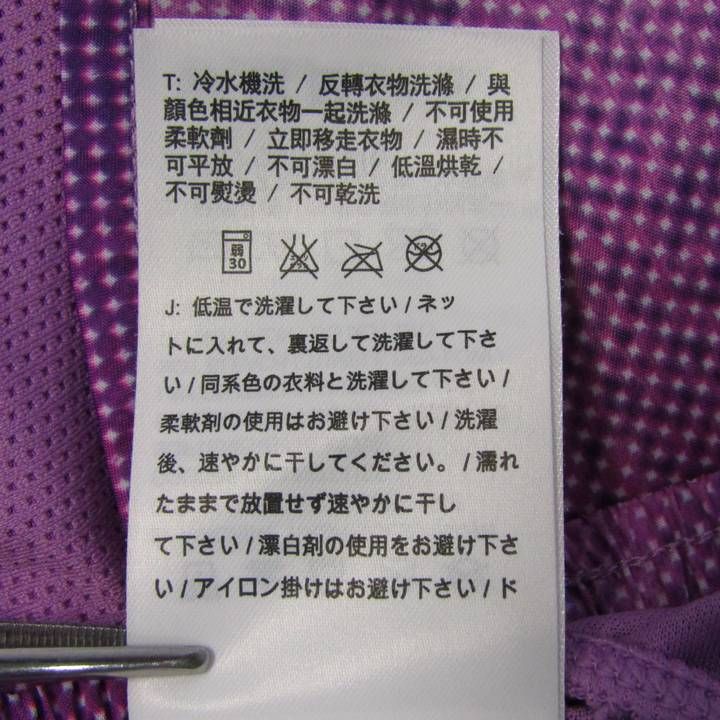 T: 冷水機洗 / 反轉衣物洗滌 / 與
顏色相近衣物一起洗滌 / 不可使用
柔軟劑 / 立即移走衣物 / 濕時不
可平放 / 不可漂白 / 低溫烘乾 /
不可熨燙 / 不可乾洗
弱
30
J: 低温で洗濯して下さい / ネッ
トに入れて、裏返して洗濯して下さ
い / 同系色の衣料と洗濯して下さい /
柔軟剤の使用はお避け下さい / 洗濯
後、速やかに干してください。 / 濡れ
たままで放置せず速やかに干し
て下さい / 漂白剤の使用をお避け下さ
い / アイロン掛けはお避け下さい / ド